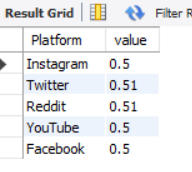 Result Grid Filter R
Platform value
Instagram 0.5
Twitter 0.51
Reddit 0.51
YouTube 0.5
Facebook 0.5